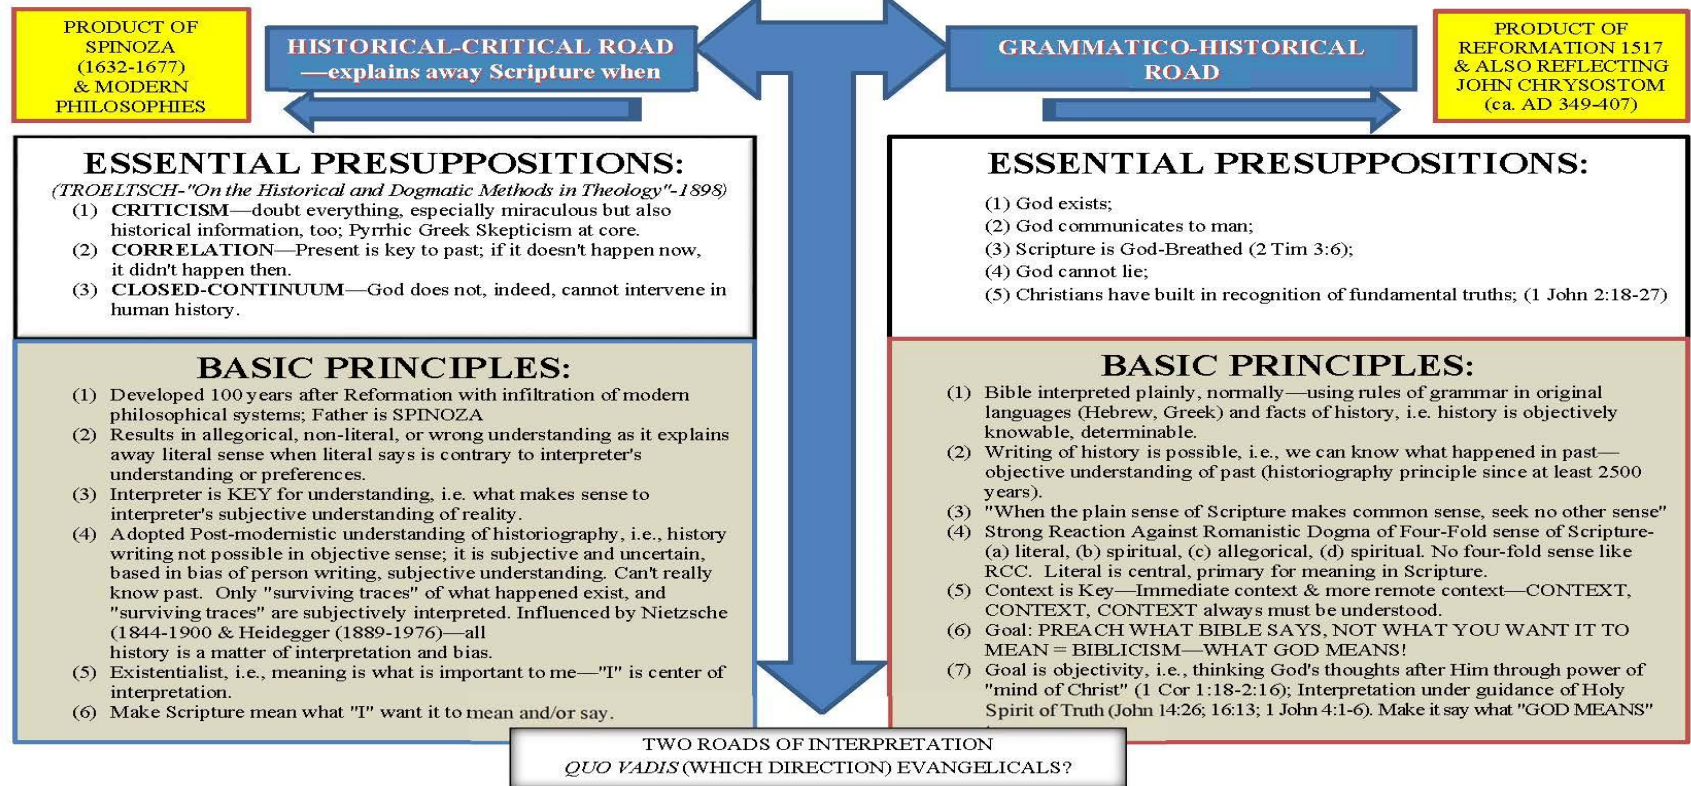 PRODUCT OF
SPINOZA
(1632-1677)
& MODERN
PHILOSOPHIES
HISTORICAL-CRITICAL ROAD
—explains away Scripture when
GRAMMATICO-HISTORICAL
ROAD
PRODUCT OF
REFORMATION 1517
& ALSO REFLECTING
JOHN CHRYSOSTOM
(ca. AD 349-407)
ESSENTIAL PRESUPPOSITIONS:
(TROELTSCH-"On the Historical and Dogmatic Methods in Theology"-1898)
(1) CRITICISM—doubt everything, especially miraculous but also
historical information, too; Pyrrhic Greek Skepticism at core.
(2) CORRELATION—Present is key to past; if it doesn't happen now,
it didn't happen then.
(3) CLOSED-CONTINUUM—God does not, indeed, cannot intervene in
human history.
BASIC PRINCIPLES:
(1) Developed 100 years after Reformation with infiltration of modern
philosophical systems; Father is SPINOZA
(2) Results in allegorical, non-literal, or wrong understanding as it explains
away literal sense when literal says is contrary to interpreter's
understanding or preferences.
(3) Interpreter is KEY for understanding, i.e. what makes sense to
interpreter's subjective understanding of reality.
(4) Adopted Post-modernistic understanding of historiography, i.e., history
writing not possible in objective sense; it is subjective and uncertain,
based in bias of person writing, subjective understanding. Can't really
know past. Only "surviving traces" of what happened exist, and
"surviving traces" are subjectively interpreted. Influenced by Nietzsche
(1844-1900 & Heidegger (1889-1976)—all
history is a matter of interpretation and bias.
(5) Existentialist, i.e., meaning is what is important to me—"I" is center of
interpretation.
(6) Make Scripture mean what "I" want it to mean and/or say.
ESSENTIAL PRESUPPOSITIONS:
(1) God exists;
(2) God communicates to man;
(3) Scripture is God-Breathed (2 Tim 3:6);
(4) God cannot lie;
(5) Christians have built in recognition of fundamental truths; (1 John 2:18-27)
BASIC PRINCIPLES:
(1) Bible interpreted plainly, normally—using rules of grammar in original
languages (Hebrew, Greek) and facts of history, i.e. history is objectively
knowable, determinable.
(2) Writing of history is possible, i.e., we can know what happened in past—
objective understanding of past (historiography principle since at least 2500
years).
(3) "When the plain sense of Scripture makes common sense, seek no other sense"
(4) Strong Reaction Against Romanistic Dogma of Four-Fold sense of Scripture-
(a) literal, (b) spiritual, (c) allegorical, (d) spiritual. No four-fold sense like
RCC. Literal is central, primary for meaning in Scripture.
(5) Context is Key—Immediate context & more remote context—CONTEXT,
CONTEXT, CONTEXT always must be understood.
(6) Goal: PREACH WHAT BIBLE SAYS, NOT WHAT YOU WANT IT TO
MEAN = BIBLICISM—WHAT GOD MEANS!
(7) Goal is objectivity, i.e., thinking God's thoughts after Him through power of
"mind of Christ" (1 Cor 1:18-2:16); Interpretation under guidance of Holy
Spirit of Truth (John 14:26; 16:13; 1 John 4:1-6). Make it say what "GOD MEANS"
TWO ROADS OF INTERPRETATION
QUO VADIS (WHICH DIRECTION) EVANGELICALS?